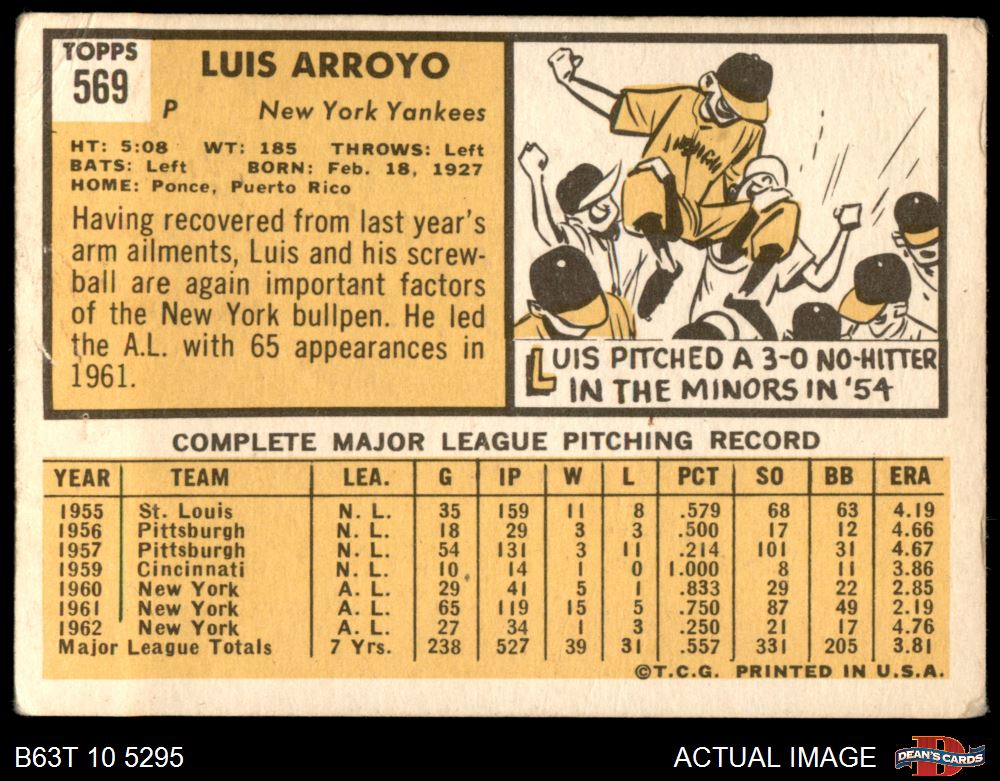 TOPPS
569
LUIS ARROYO
P New York Yankees
HT: 5:08 WT: 185 THROWS: Left
BATS: Left BORN: Feb. 18, 1927
HOME: Ponce, Puerto Rico
Having recovered from last year's
arm ailments, Luis and his screw-
ball are again important factors
of the New York bullpen. He led
the A.L. with 65 appearances in
1961.
LUIS PITCHED A 3-0 NO-HITTER
IN THE MINORS IN '54
COMPLETE MAJOR LEAGUE PITCHING RECORD
YEAR TEAM LEA. G IP W L PCT SO BB ERA
1955 St. Louis N. L. 35 159 11 8 .579 68 63 4.19
1956 Pittsburgh N. L. 18 29 3 3 .500 17 12 4.66
1957 Pittsburgh N. L. 54 131 3 11 .214 101 31 4.67
1959 Cincinnati N. L. 10 14 1 0 1.000 8 11 3.86
1960 New York A. L. 29 41 5 1 .833 29 22 2.85
1961 New York A. L. 65 119 15 5 .750 87 49 2.19
1962 New York A. L. 27 34 1 3 .250 21 17 4.76
Major League Totals 7 Yrs. 238 527 39 31 .557 331 205 3.81
©T.C.G. PRINTED IN U.S.A.
B63T 10 5295 ACTUAL IMAGE
DEAN'S CARDS